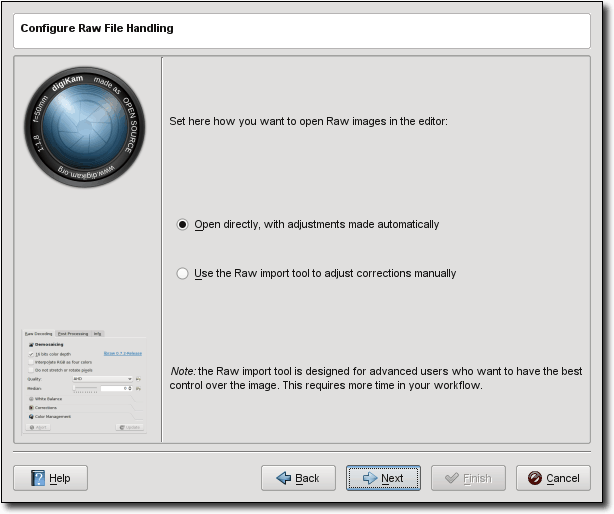 Configure Raw File Handling
digiKam made as OPEN SOURCE
www.digikam.org
1:1,8 f=50mm
Set here how you want to open Raw images in the editor:
Open directly, with adjustments made automatically
Use the Raw import tool to adjust corrections manually
Raw Decoding Post Processing Info
Demosaicing
16 bits color depth
Interpolate RGB as four colors
Do not stretch or rotate pixels
Quality: AHD
Median: 0
White Balance
Corrections
Color Management
Update
Note: the Raw import tool is designed for advanced users who want to have the best
control over the image. This requires more time in your workflow.
Help
Back
Next
Finish
Cancel